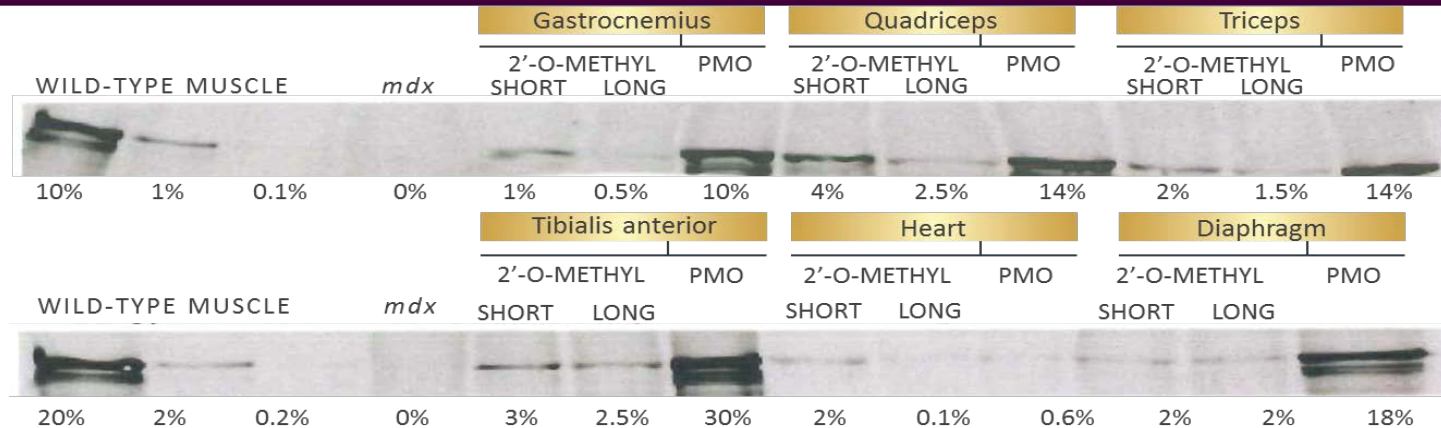 Gastrocnemius Quadriceps Triceps
2’-O-METHYL PMO 2’-O-METHYL PMO 2’-O-METHYL PMO
WILD-TYPE MUSCLE mdx SHORT LONG SHORT LONG SHORT LONG
10% 1% 0.1% 0% 1% 0.5% 10% 4% 2.5% 14% 2% 1.5% 14%
Tibialis anterior Heart Diaphragm
2’-O-METHYL PMO 2’-O-METHYL PMO 2’-O-METHYL PMO
WILD-TYPE MUSCLE mdx SHORT LONG SHORT LONG SHORT LONG
20% 2% 0.2% 0% 3% 2.5% 30% 2% 0.1% 0.6% 2% 2% 18%